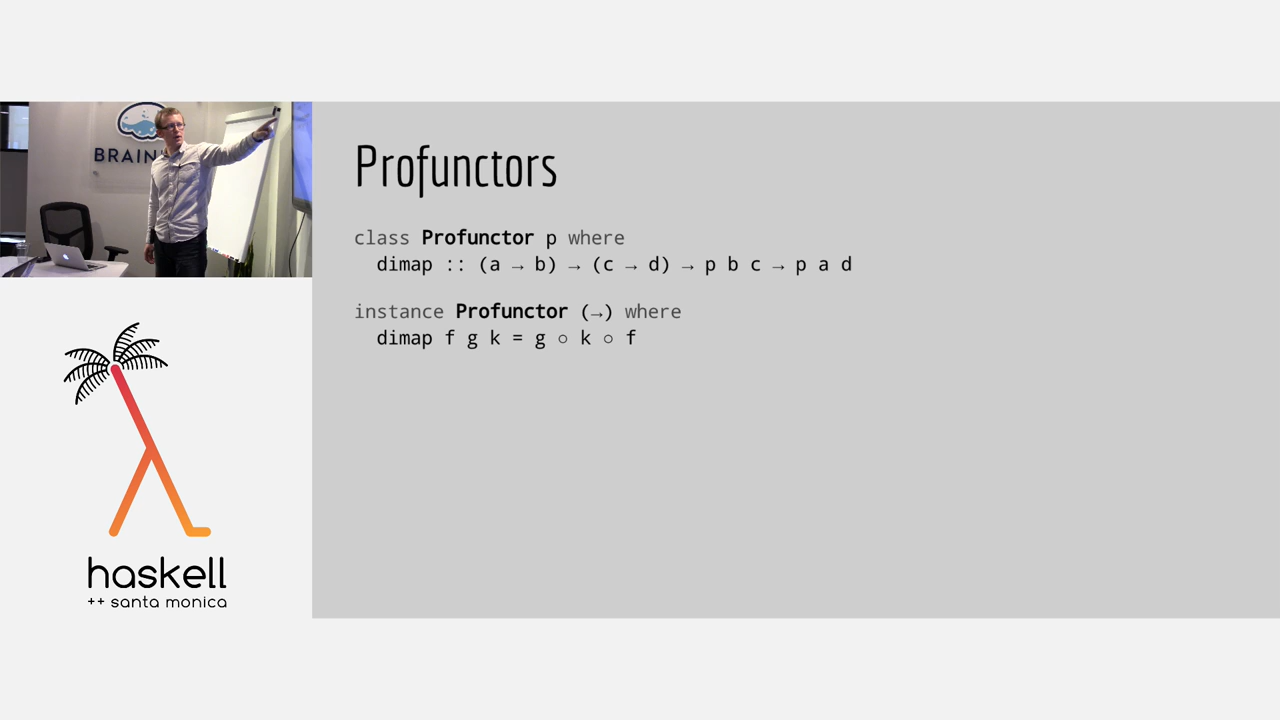 Profunctors
class Profunctor p where
dimap :: (a → b) → (c → d) → p b c → p a d
instance Profunctor (→) where
dimap f g k = g ○ k ○ f
haskell
++ santa monica